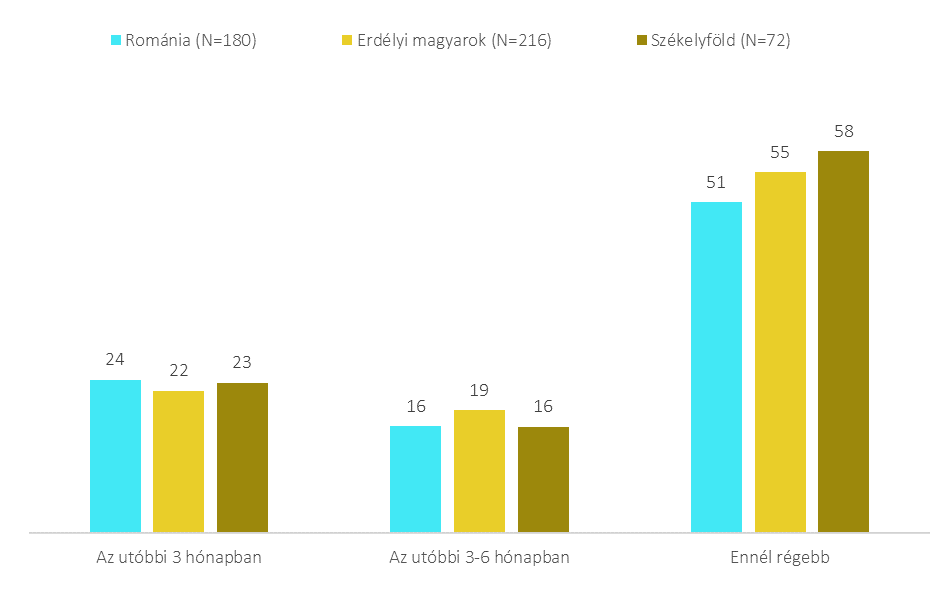 Románia (N=180) Erdélyi magyarok (N=216) Székelyföld (N=72)
24 22 23
16 19 16
51 55 58
Az utóbbi 3 hónapban Az utóbbi 3-6 hónapban Ennél régebb